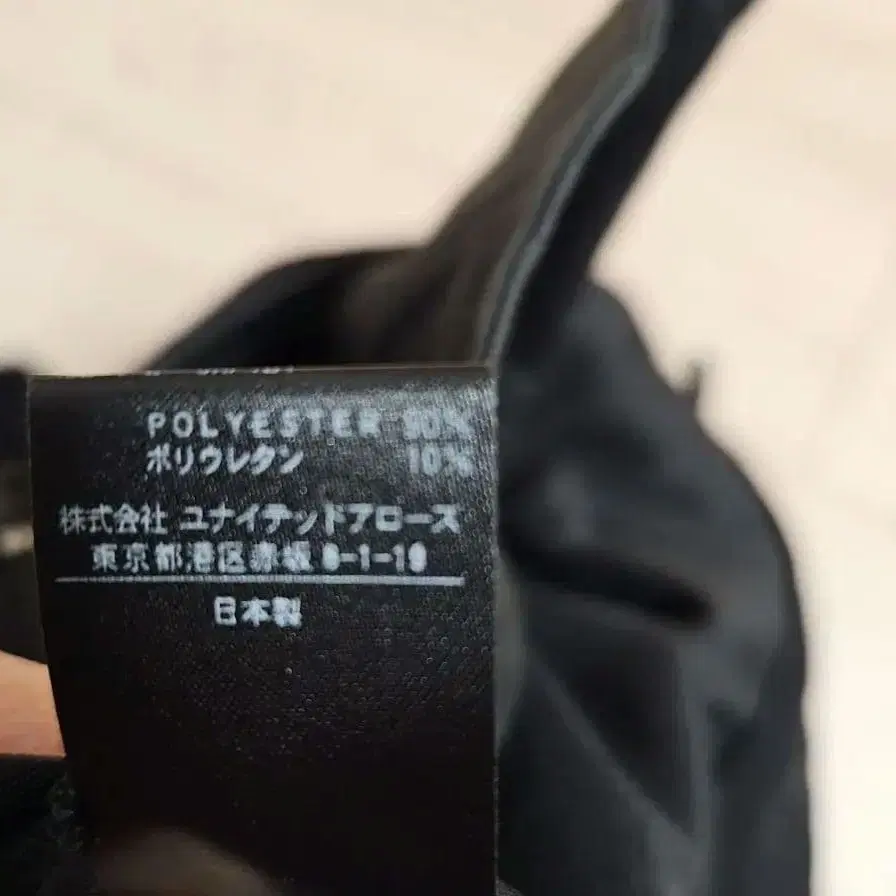 POLYESTER 90%
ポリウレタン 10%
株式会社 ユナイテッドアローズ
東京都港区赤坂8-1-19
日本製